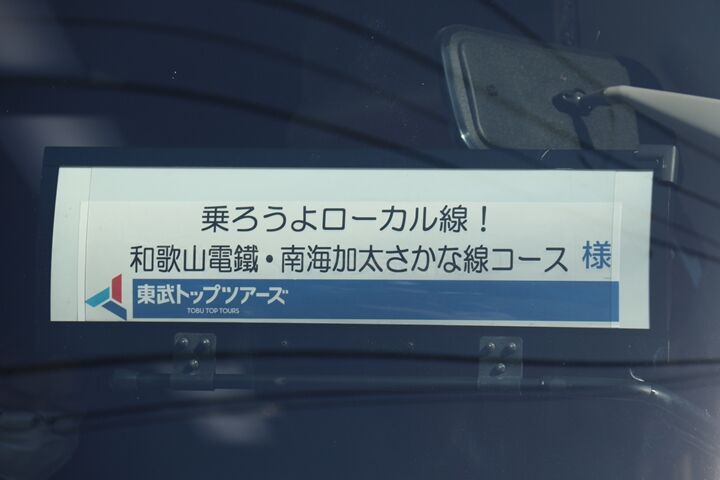 乗ろうよローカル線！
和歌山電鐵・南海加太さかな線コース 様
東武トップツアーズ
TOBU TOP TOURS